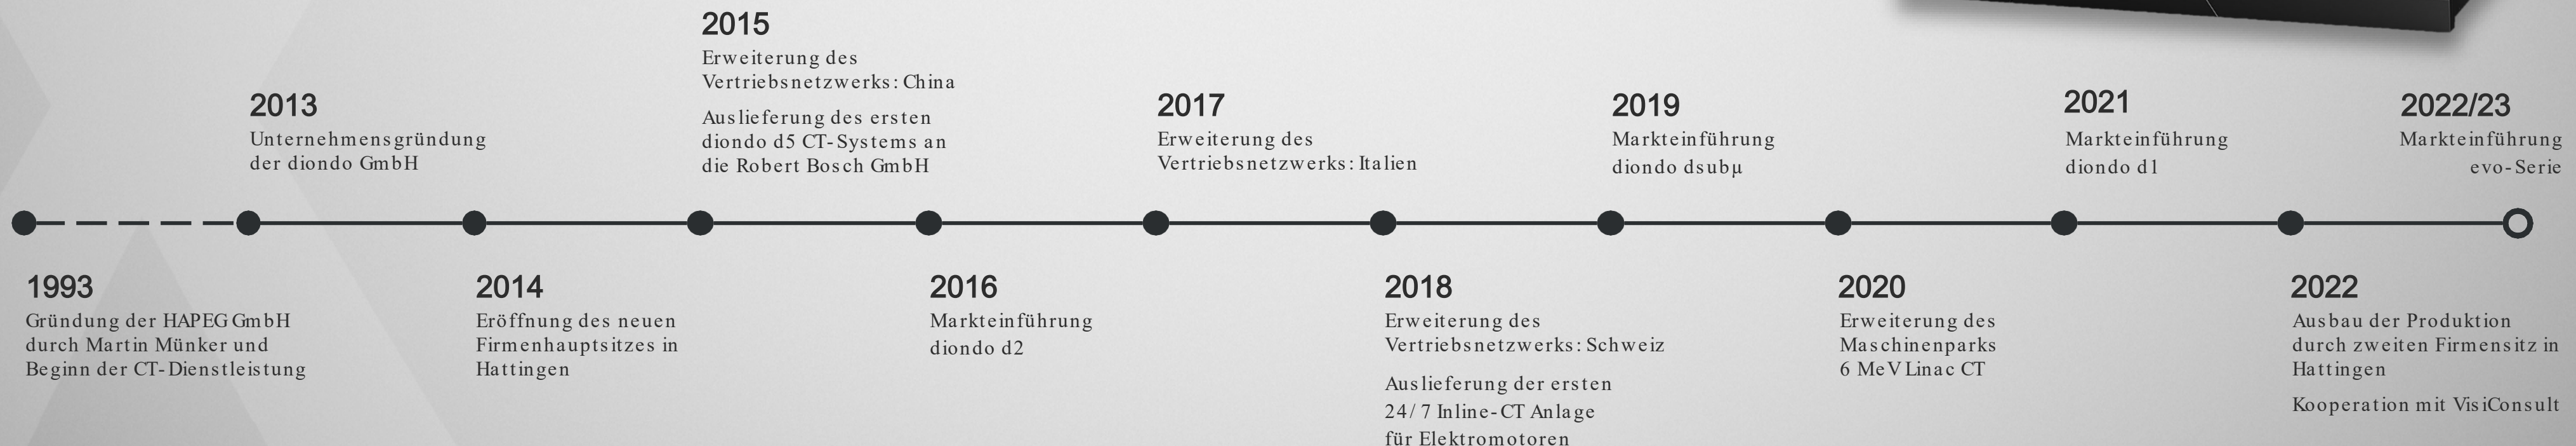 1993
Gründung der HAPEG GmbH
durch Martin Münker und
Beginn der CT-Dienstleistung
2013
Unternehmensgründung
der diondo GmbH
2014
Eröffnung des neuen
Firmenhauptsitzes in
Hattingen
2015
Erweiterung des
Vertriebsnetzwerks: China
Auslieferung des ersten
diondo d5 CT-Systems an
die Robert Bosch GmbH
2016
Markteinführung
diondo d2
2017
Erweiterung des
Vertriebsnetzwerks: Italien
2018
Erweiterung des
Vertriebsnetzwerks: Schweiz
Auslieferung der ersten
24/7 Inline-CT Anlage
für Elektromotoren
2019
Markteinführung
diondo dsubµ
2020
Erweiterung des
Maschinenparks
6 MeV Linac CT
2021
Markteinführung
diondo d1
2022
Ausbau der Produktion
durch zweiten Firmensitz in
Hattingen
Kooperation mit VisiConsult
2022/23
Markteinführung
evo-Serie